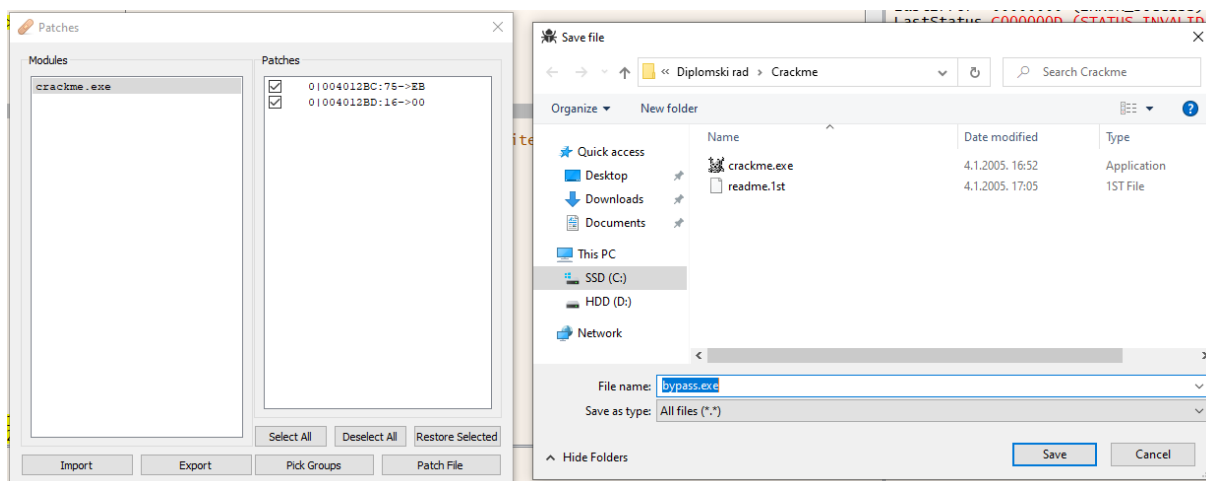 LastStatus C000000D (STATUS_INVALID
Patches
Modules
crackme.exe
Patches
0|004012BC:75->EB
0|004012BD:16->00
Select All
Deselect All
Restore Selected
Import
Export
Pick Groups
Patch File
Save file
« Diplomski rad > Crackme
Search Crackme
Organize
New folder
Name
Date modified
Type
Quick access
Desktop
Downloads
Documents
This PC
SSD (C:)
HDD (D:)
Network
crackme.exe
4.1.2005. 16:52
Application
readme.1st
4.1.2005. 17:05
1ST File
File name:
bypass.exe
Save as type:
All files (*.*)
Hide Folders
Save
Cancel
ite